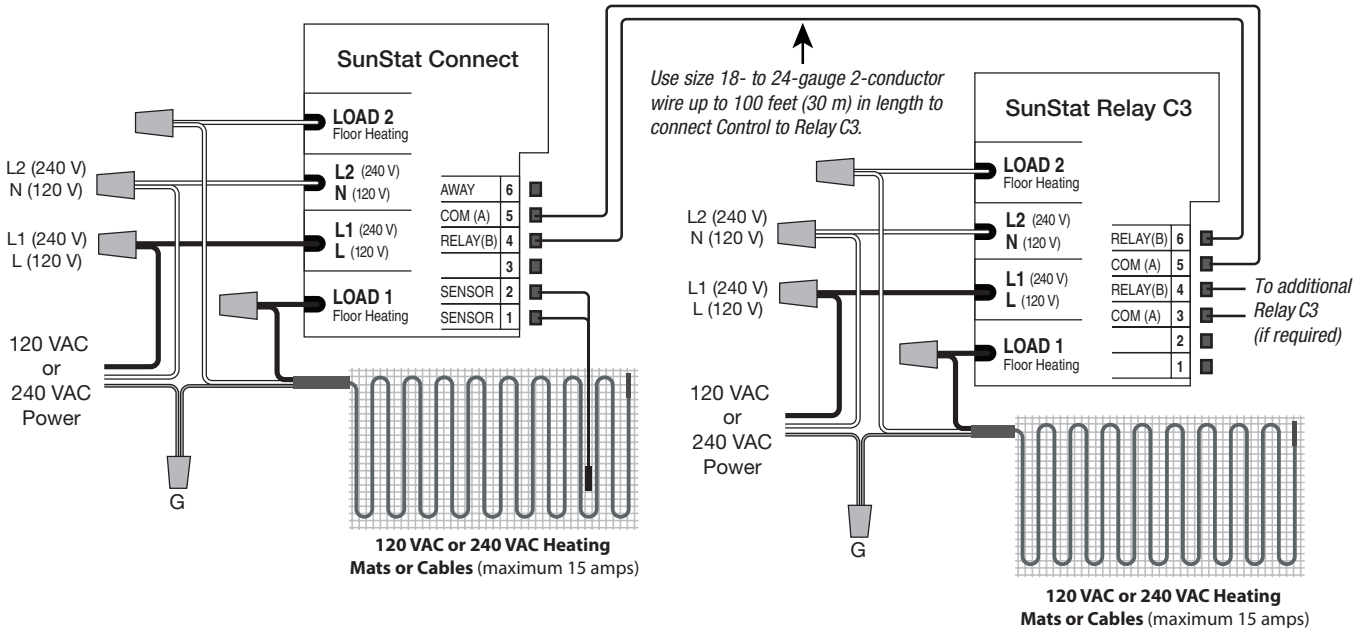 SunStat Connect
LOAD 2
Floor Heating
L2 (240 V)
N (120 V)
L1 (240 V)
L (120 V)
LOAD 1
Floor Heating
AWAY 6
COM (A) 5
RELAY(B) 4
3
SENSOR 2
SENSOR 1
L2 (240 V)
N (120 V)
L1 (240 V)
L (120 V)
120 VAC
or
240 VAC
Power
G
120 VAC or 240 VAC Heating
Mats or Cables (maximum 15 amps)
Use size 18- to 24-gauge 2-conductor
wire up to 100 feet (30 m) in length to
connect Control to Relay C3.
SunStat Relay C3
LOAD 2
Floor Heating
L2 (240 V)
N (120 V)
L1 (240 V)
L (120 V)
LOAD 1
Floor Heating
RELAY(B) 6
COM (A) 5
RELAY(B) 4
COM (A) 3
2
1
To additional
Relay C3
(if required)
L2 (240 V)
N (120 V)
L1 (240 V)
L (120 V)
120 VAC
or
240 VAC
Power
G
120 VAC or 240 VAC Heating
Mats or Cables (maximum 15 amps)